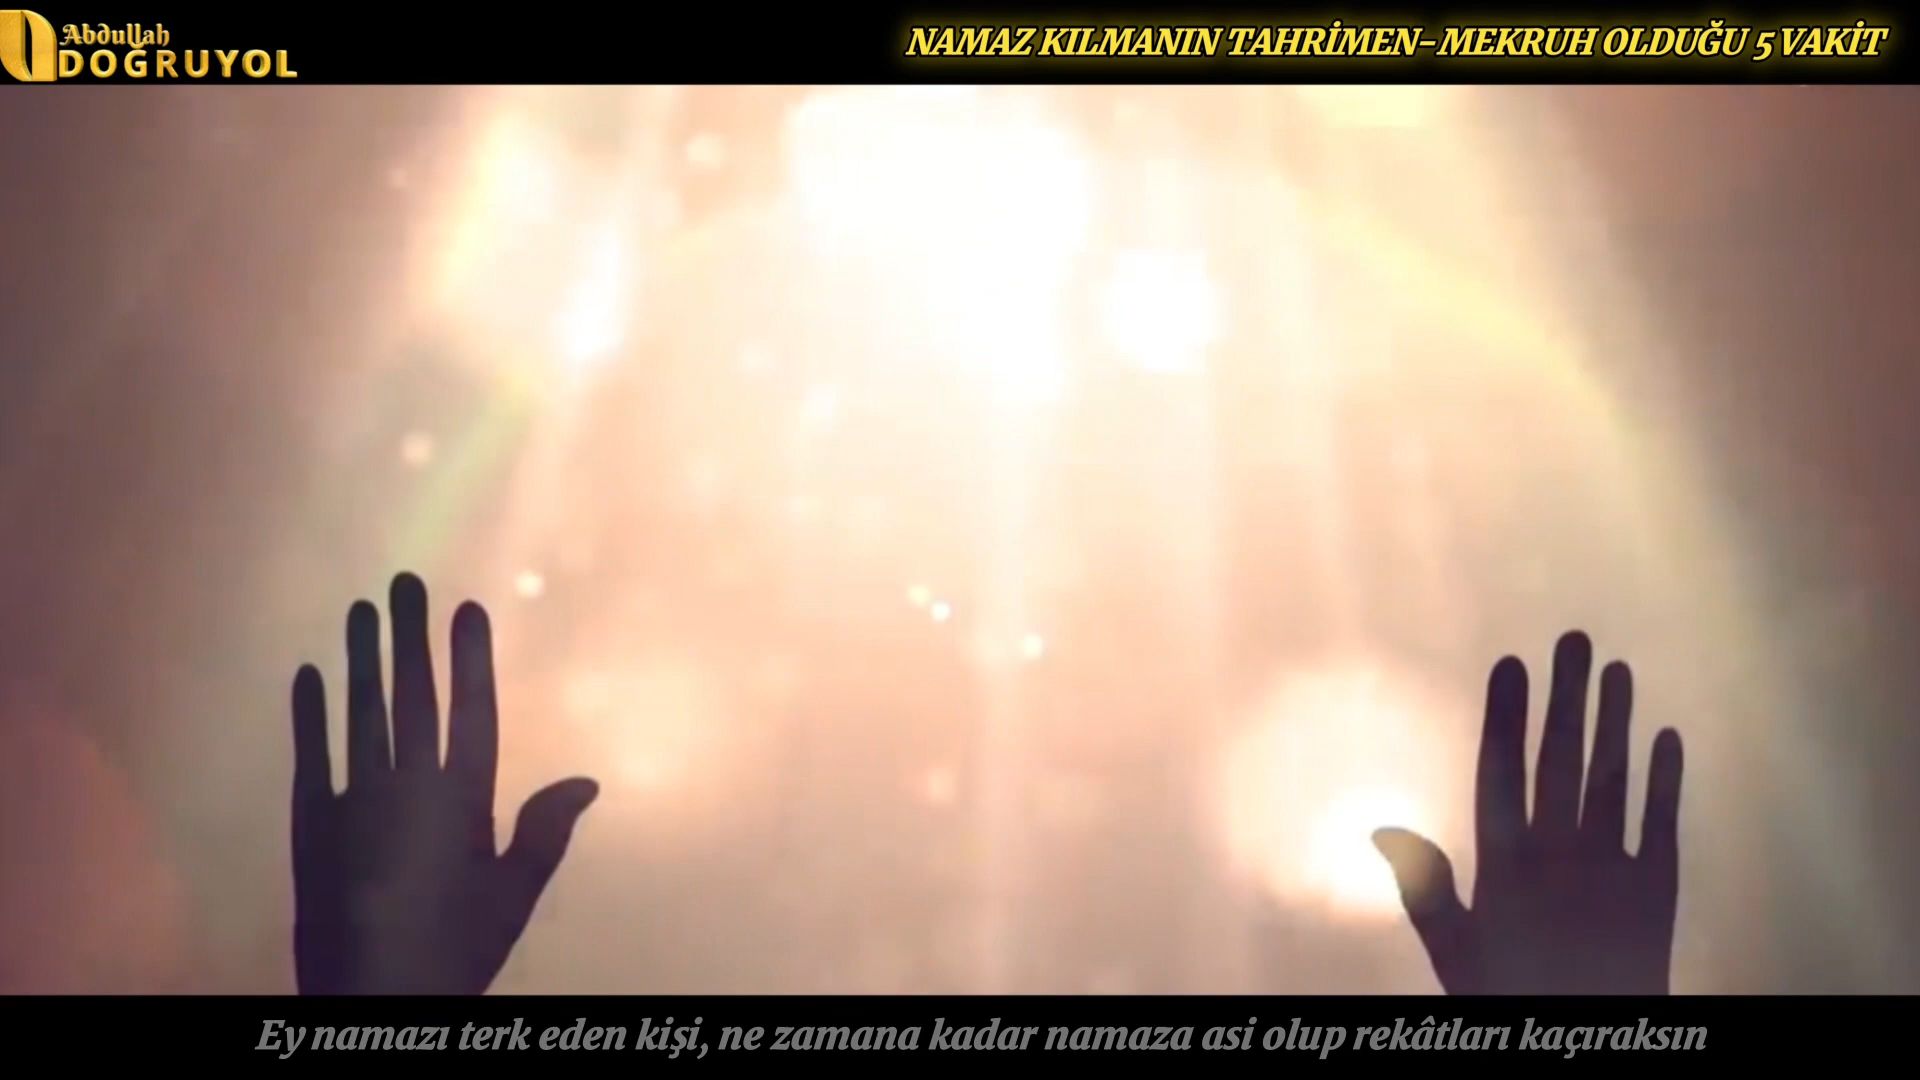 Abdullah
DOĞRUYOL
NAMAZ KILMANIN TAHRİMEN-MEKRUH OLDUĞU 5 VAKİT
Ey namazı terk eden kişi, ne zamana kadar namaza asi olup rekâtları kaçıraksın